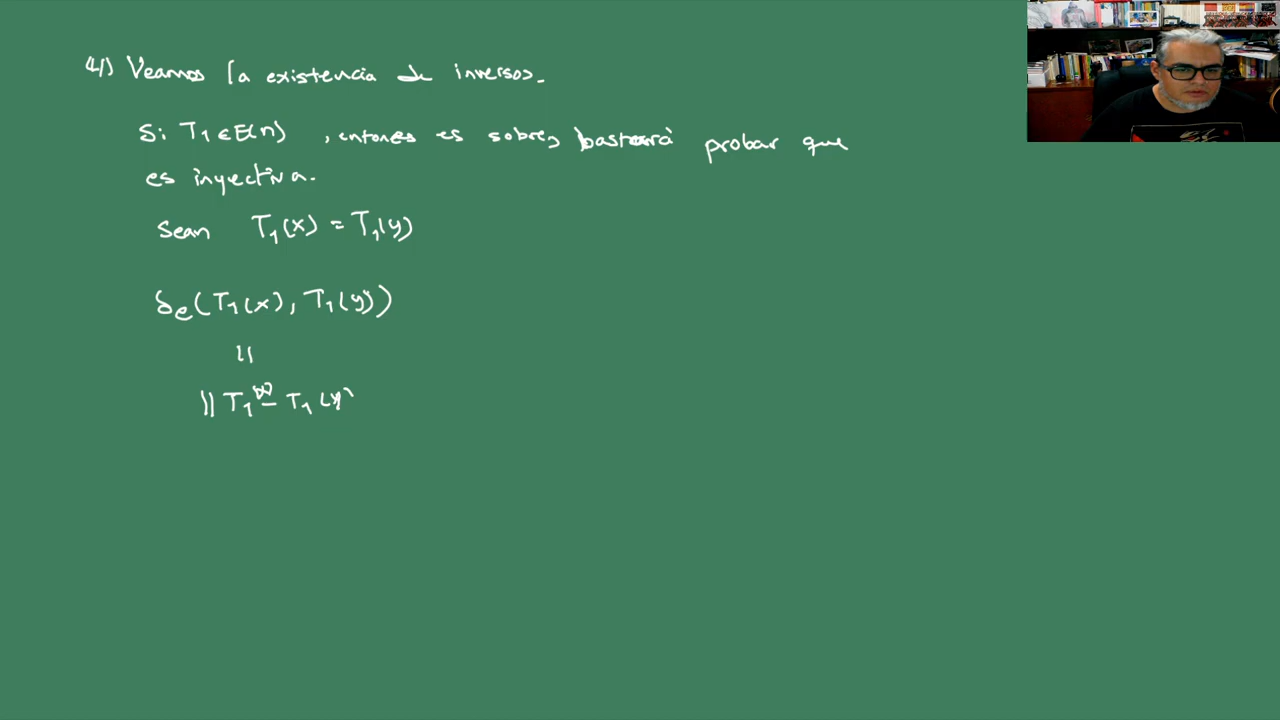 4) Veamos la existencia de inversos.
Si T₁ ∈ E(n) , entonces es sobre, bastará probar que
es inyectiva.
Sean T₁(x) = T₁(y)
δe(T₁(x), T₁(y))
||
|| T₁(x) – T₁(y)